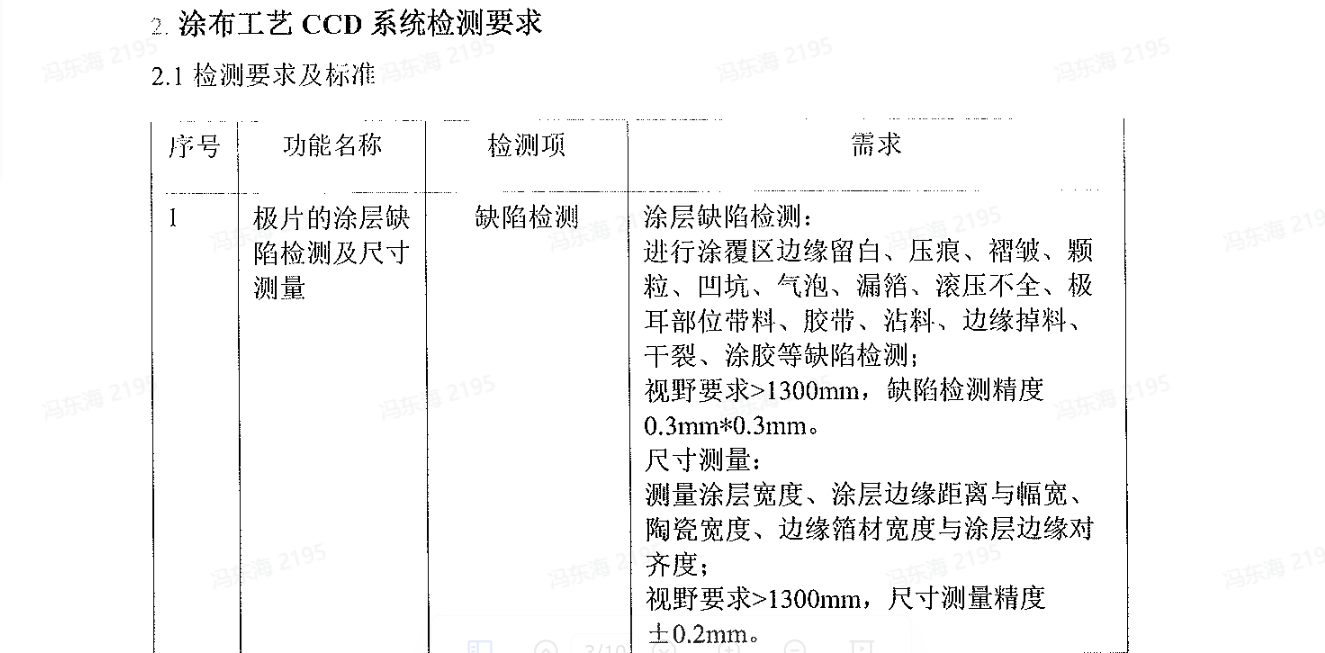 2. 涂布工艺 CCD 系统检测要求
2.1 检测要求及标准
序号 功能名称 检测项 需求
1 极片的涂层缺陷检测及尺寸测量 缺陷检测 涂层缺陷检测：
进行涂覆区边缘留白、压痕、褶皱、颗
粒、凹坑、气泡、漏箔、滚压不全、极
耳部位带料、胶带、沾料、边缘掉料、
干裂、涂胶等缺陷检测；
视野要求>1300mm，缺陷检测精度
0.3mm*0.3mm。
尺寸测量：
测量涂层宽度、涂层边缘距离与幅宽、
陶瓷宽度、边缘箔材宽度与涂层边缘对
齐度；
视野要求>1300mm，尺寸测量精度
±0.2mm。
冯东海 2195
3/10